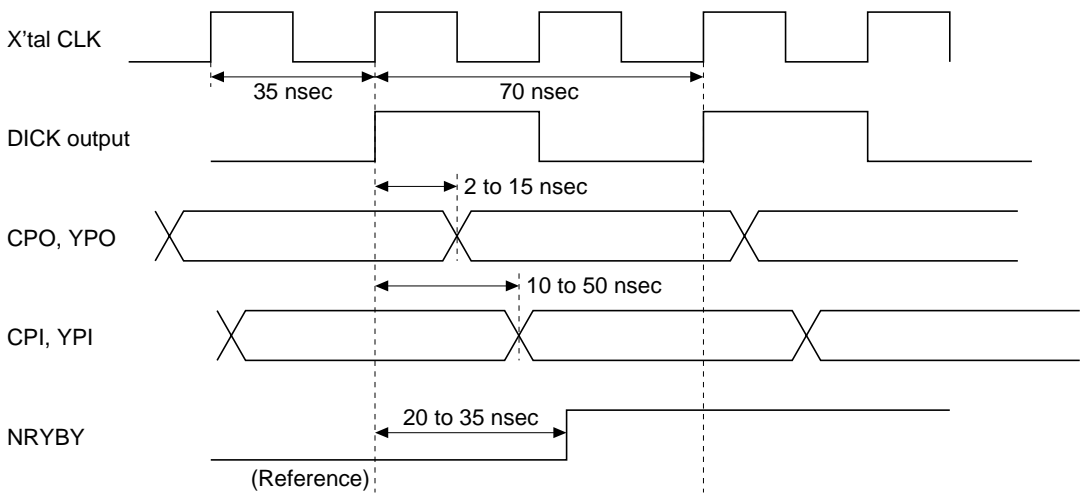 X'tal CLK
35 nsec
70 nsec
DICK output
2 to 15 nsec
CPO, YPO
10 to 50 nsec
CPI, YPI
20 to 35 nsec
NRYBY
(Reference)